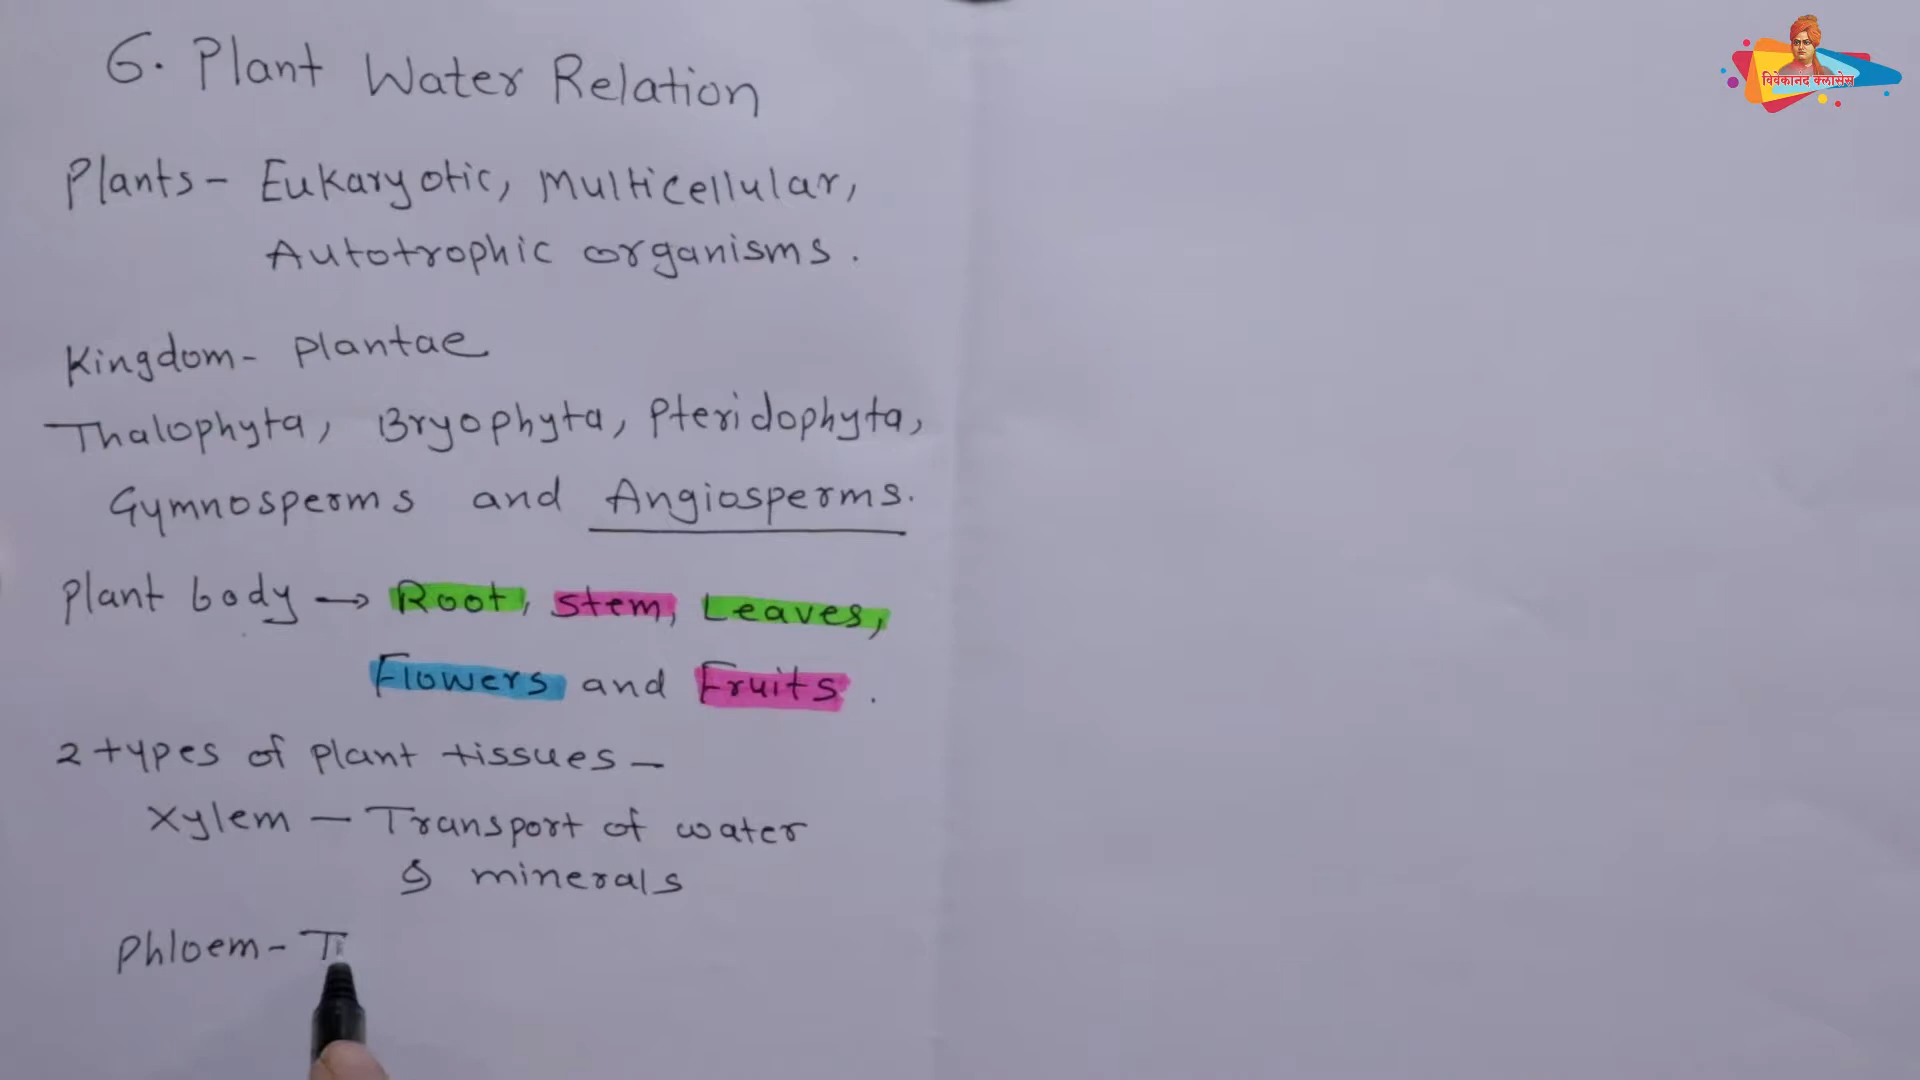 6. Plant Water Relation
विवेकानंद क्लासेस
Plants- Eukaryotic, Multicellular,
Autotrophic organisms.
Kingdom- Plantae
Thalophyta, Bryophyta, Pteridophyta,
Gymnosperms and Angiosperms.
Plant body → Root, Stem, Leaves,
Flowers and Fruits.
2 types of plant tissues –
Xylem – Transport of water
& minerals
Phloem - T